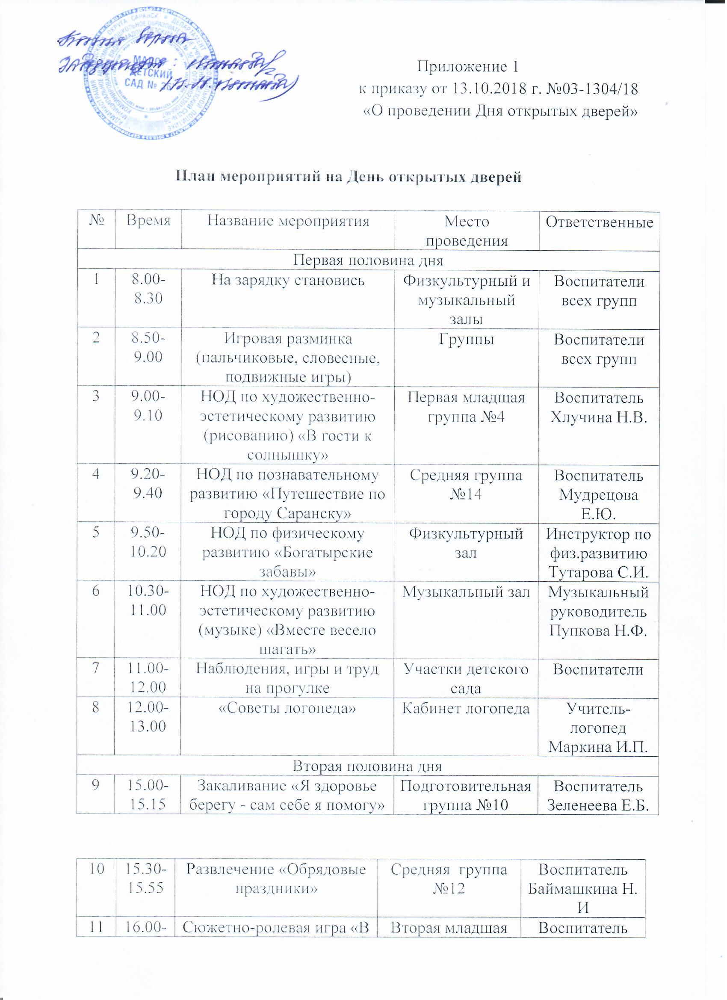 Копия верна
Заведующая:
МАДОУ
ДЕТСКИЙ
САД № 36
Приложение 1
к приказу от 13.10.2018 г. №03-1304/18
«О проведении Дня открытых дверей»
План мероприятий на День открытых дверей
№ Время Название мероприятия Место Ответственные
проведения
Первая половина дня
1 8.00- На зарядку становись Физкультурный и Воспитатели
8.30 музыкальный всех групп
залы
2 8.50- Игровая разминка Группы Воспитатели
9.00 (пальчиковые, словесные, всех групп
подвижные игры)
3 9.00- НОД по художественно- Первая младшая Воспитатель
9.10 эстетическому развитию группа №4 Хлучина Н.В.
(рисованию) «В гости к
солнышку»
4 9.20- НОД по познавательному Средняя группа Воспитатель
9.40 развитию «Путешествие по №14 Мудрецова
городу Саранску» Е.Ю.
5 9.50- НОД по физическому Физкультурный Инструктор по
10.20 развитию «Богатырские зал физ.развитию
забавы» Тутарова С.И.
6 10.30- НОД по художественно- Музыкальный зал Музыкальный
11.00 эстетическому развитию руководитель
(музыке) «Вместе весело Пупкова Н.Ф.
шагать»
7 11.00- Наблюдения, игры и труд Участки детского Воспитатели
12.00 на прогулке сада
8 12.00- «Советы логопеда» Кабинет логопеда Учитель-
13.00 логопед
Маркина И.П.
Вторая половина дня
9 15.00- Закаливание «Я здоровье Подготовительная Воспитатель
15.15 берегу - сам себе я помогу» группа №10 Зеленеева Е.Б.
10 15.30- Развлечение «Обрядовые Средняя группа Воспитатель
15.55 праздники» №12 Баймашкина Н.
И
11 16.00- Сюжетно-ролевая игра «В Вторая младшая Воспитатель